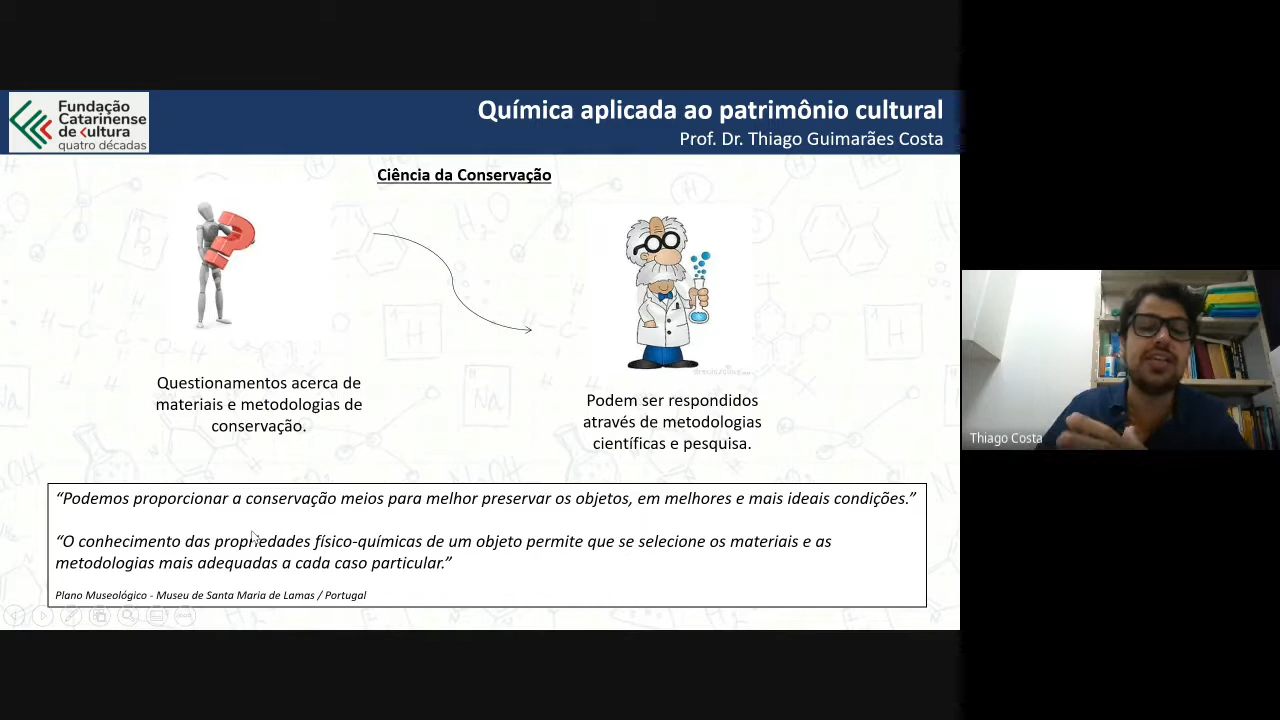 Fundação
Catarinense
de cultura
quatro décadas
Química aplicada ao patrimônio cultural
Prof. Dr. Thiago Guimarães Costa
Ciência da Conservação
Questionamentos acerca de
materiais e metodologias de
conservação.
Podem ser respondidos
através de metodologias
científicas e pesquisa.
“Podemos proporcionar a conservação meios para melhor preservar os objetos, em melhores e mais ideais condições.”
“O conhecimento das propriedades físico-químicas de um objeto permite que se selecione os materiais e as
metodologias mais adequadas a cada caso particular.”
Plano Museológico - Museu de Santa Maria de Lamas / Portugal
Thiago Costa